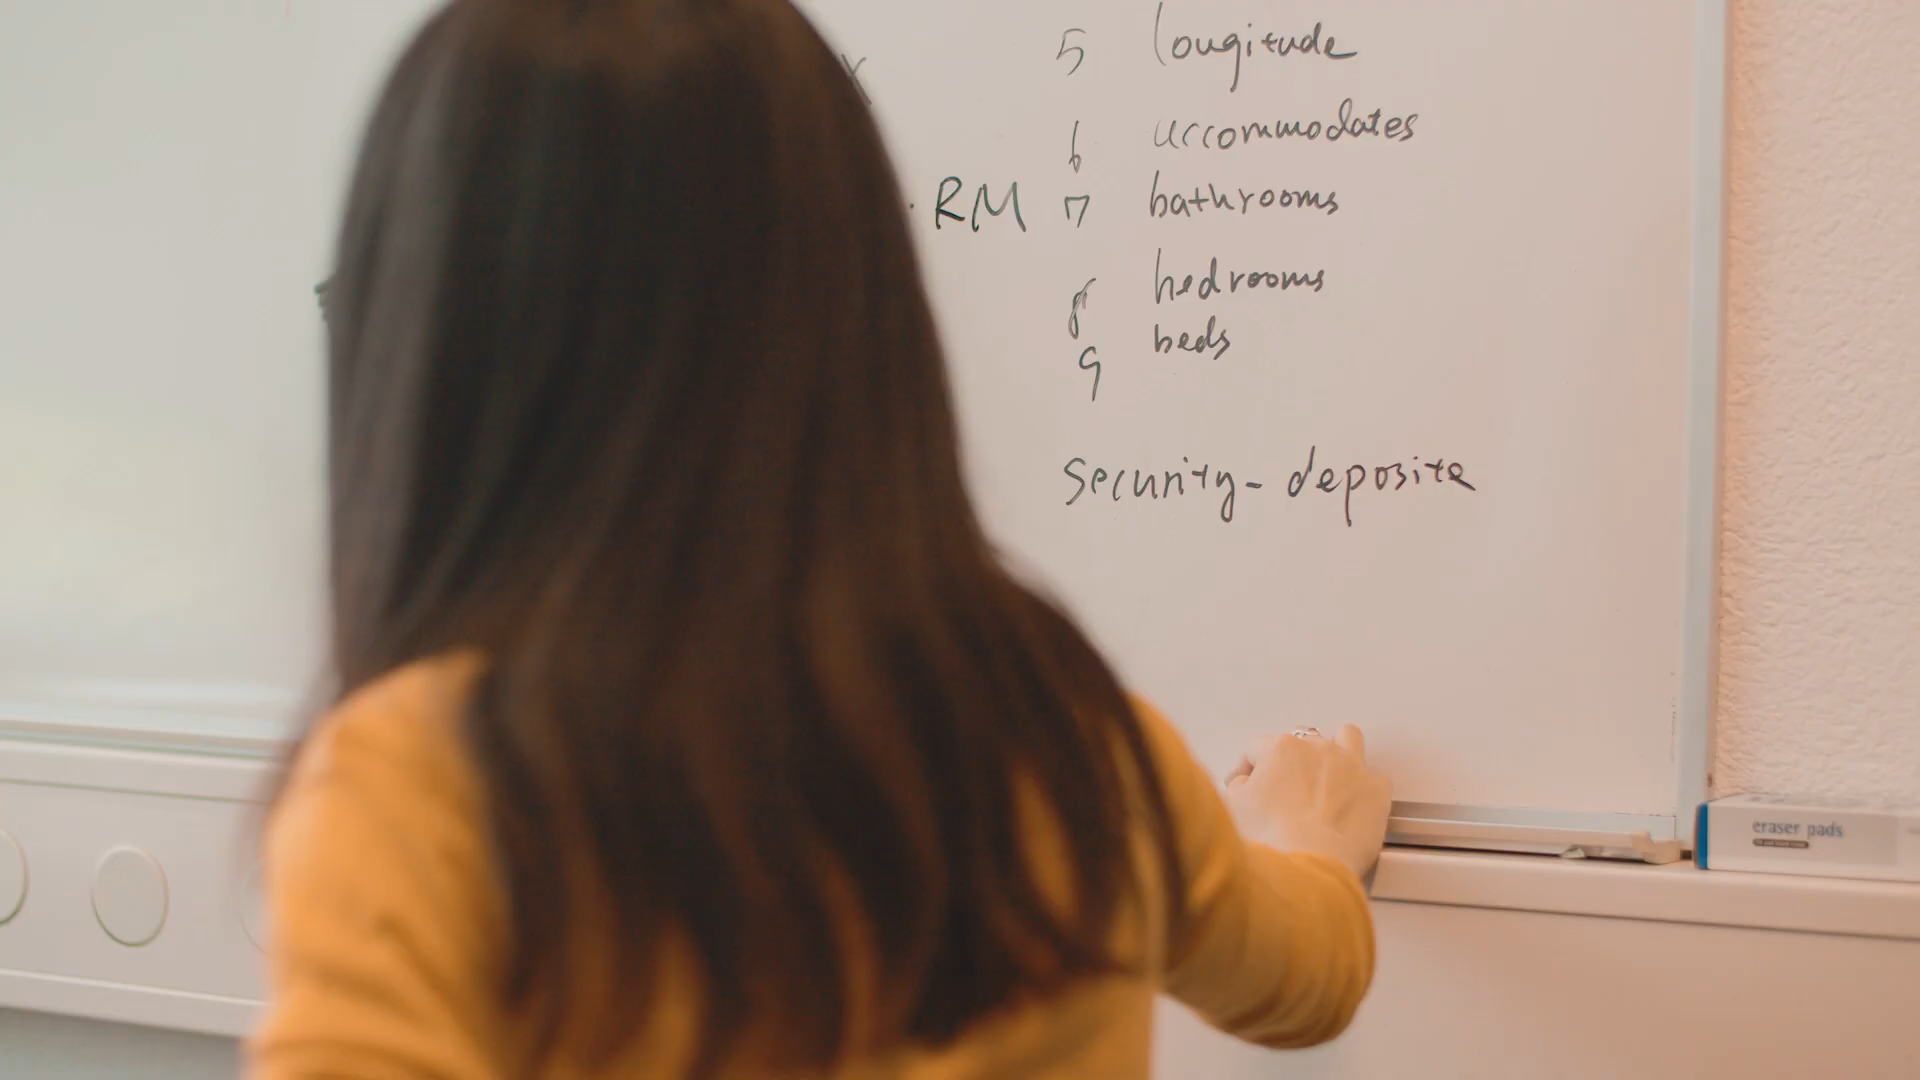 5 longitude
6 accommodates
RM 7 bathrooms
8 bedrooms
9 beds
Security-deposite
eraser pads